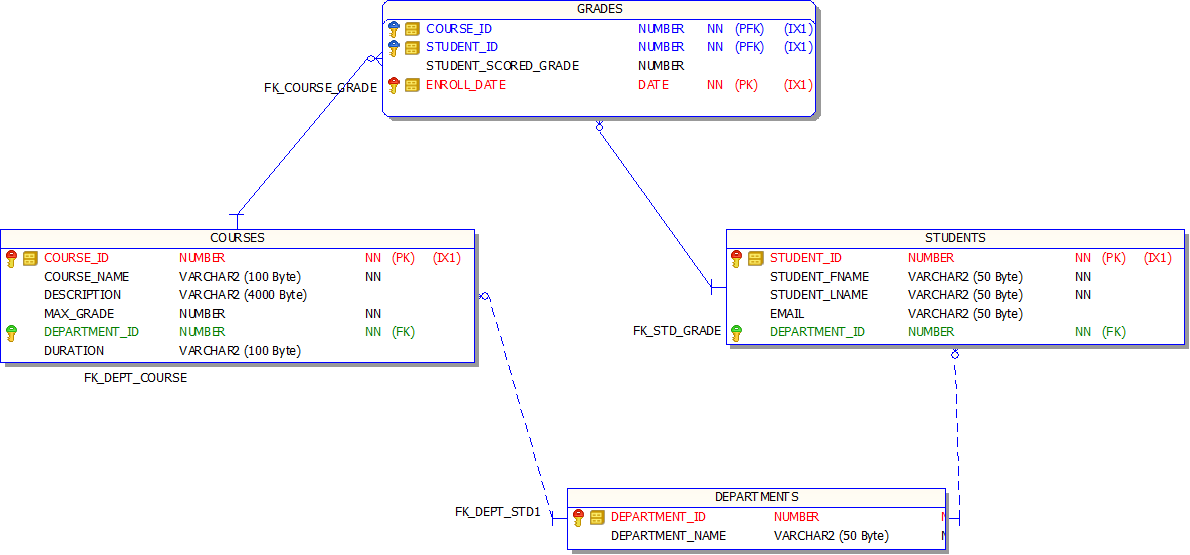 GRADES
COURSE_ID NUMBER NN (PFK) (IX1)
STUDENT_ID NUMBER NN (PFK) (IX1)
STUDENT_SCORED_GRADE NUMBER
ENROLL_DATE DATE NN (PK) (IX1)
FK_COURSE_GRADE
COURSES
COURSE_ID NUMBER NN (PK) (IX1)
COURSE_NAME VARCHAR2 (100 Byte) NN
DESCRIPTION VARCHAR2 (4000 Byte)
MAX_GRADE NUMBER NN
DEPARTMENT_ID NUMBER NN (FK)
DURATION VARCHAR2 (100 Byte)
FK_DEPT_COURSE
STUDENTS
STUDENT_ID NUMBER NN (PK) (IX1)
STUDENT_FNAME VARCHAR2 (50 Byte) NN
STUDENT_LNAME VARCHAR2 (50 Byte) NN
EMAIL VARCHAR2 (50 Byte)
DEPARTMENT_ID NUMBER NN (FK)
FK_STD_GRADE
FK_DEPT_STD1
DEPARTMENTS
DEPARTMENT_ID NUMBER
DEPARTMENT_NAME VARCHAR2 (50 Byte)